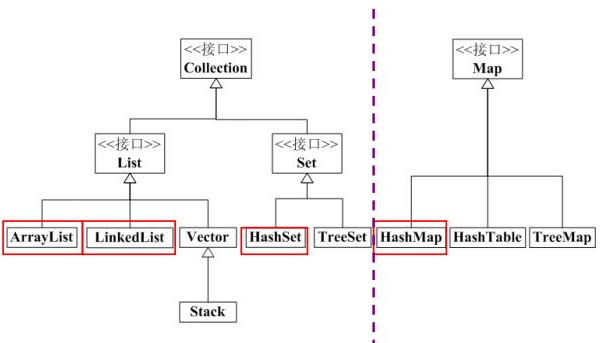 <<接口>>
Collection
<<接口>>
Map
<<接口>>
List
<<接口>>
Set
ArrayList
LinkedList
Vector
HashSet
TreeSet
HashMap
HashTable
TreeMap
Stack